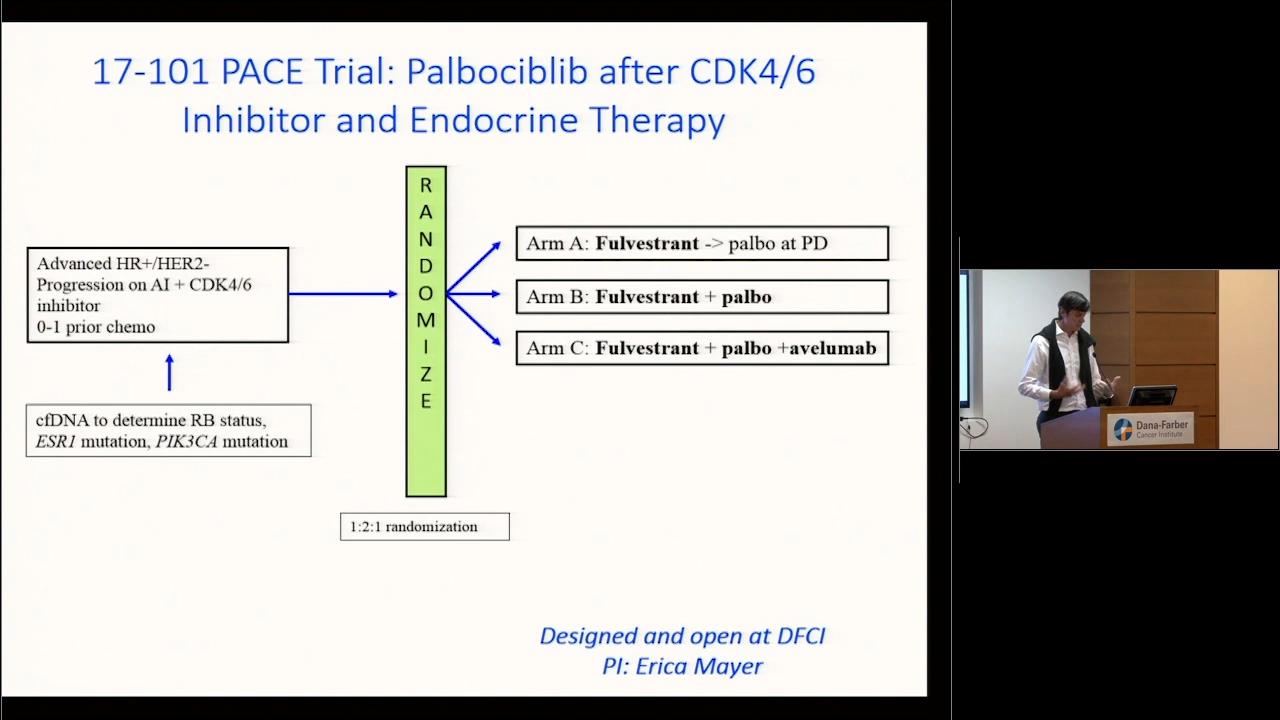 17-101 PACE Trial: Palbociblib after CDK4/6
Inhibitor and Endocrine Therapy
Advanced HR+/HER2-
Progression on AI + CDK4/6
inhibitor
0-1 prior chemo
cfDNA to determine RB status,
ESR1 mutation, PIK3CA mutation
R
A
N
D
O
M
I
Z
E
1:2:1 randomization
Arm A: Fulvestrant -> palbo at PD
Arm B: Fulvestrant + palbo
Arm C: Fulvestrant + palbo +avelumab
Designed and open at DFCI
PI: Erica Mayer
Dana-Farber
Cancer Institute